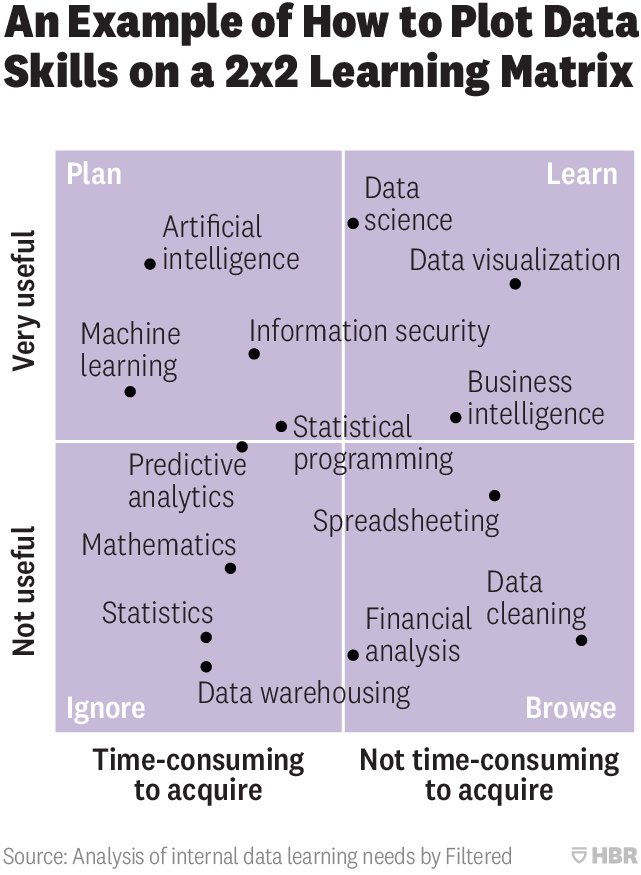 An Example of How to Plot Data
Skills on a 2x2 Learning Matrix
Plan
Learn
Data
science
Artificial
intelligence
Data visualization
Very useful
Information security
Machine
learning
Business
intelligence
Statistical
programming
Predictive
analytics
Spreadsheeting
Not useful
Mathematics
Data
cleaning
Statistics
Financial
analysis
Data warehousing
Ignore
Browse
Time-consuming
to acquire
Not time-consuming
to acquire
Source: Analysis of internal data learning needs by Filtered
HBR